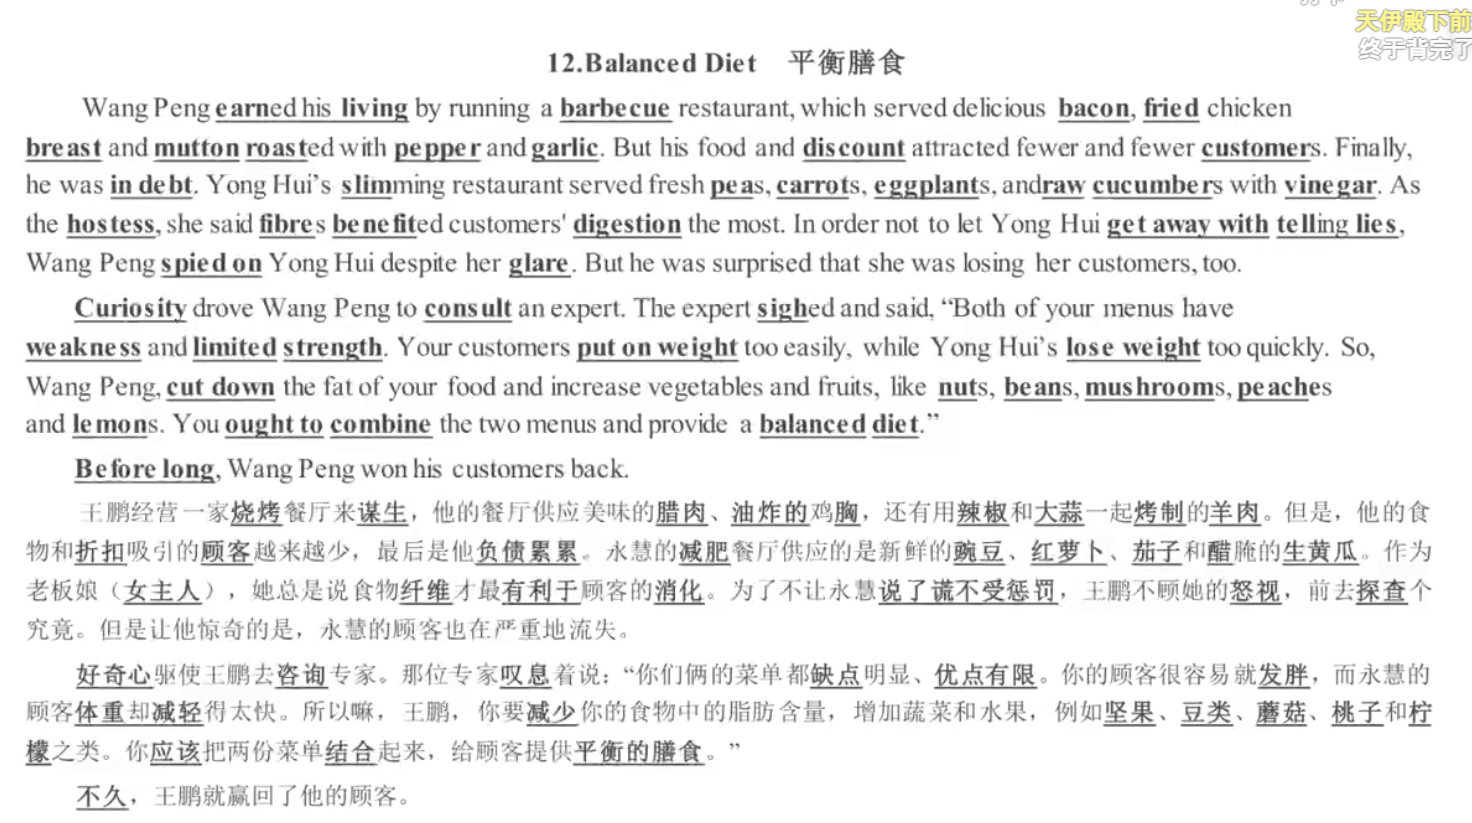 天伊殿下前
终于背完了
12.Balanced Diet 平衡膳食
Wang Peng earned his living by running a barbecue restaurant, which served delicious bacon, fried chicken
breast and mutton roasted with pepper and garlic. But his food and discount attracted fewer and fewer customers. Finally,
he was in debt. Yong Hui's slimming restaurant served fresh peas, carrots, eggplants, andraw cucumbers with vinegar. As
the hostess, she said fibres benefited customers' digestion the most. In order not to let Yong Hui get away with telling lies,
Wang Peng spied on Yong Hui despite her glare. But he was surprised that she was losing her customers, too.
Curiosity drove Wang Peng to consult an expert. The expert sighed and said, “Both of your menus have
weakness and limited strength. Your customers put on weight too easily, while Yong Hui's lose weight too quickly. So,
Wang Peng, cut down the fat of your food and increase vegetables and fruits, like nuts, beans, mushrooms, peaches
and lemons. You ought to combine the two menus and provide a balanced diet.”
Before long, Wang Peng won his customers back.
王鹏经营一家烧烤餐厅来谋生，他的餐厅供应美味的腊肉、油炸的鸡胸，还有用辣椒和大蒜一起烤制的羊肉。但是，他的食
物和折扣吸引的顾客越来越少，最后是他负债累累。永慧的减肥餐厅供应的是新鲜的豌豆、红萝卜、茄子和醋腌的生黄瓜。作为
老板娘（女主人），她总是说食物纤维才最有利于顾客的消化。为了不让永慧说了谎不受惩罚，王鹏不顾她的怒视，前去探查个
究竟。但是让他惊奇的是，永慧的顾客也在严重地流失。
好奇心驱使王鹏去咨询专家。那位专家叹息着说：“你们俩的菜单都缺点明显、优点有限。你的顾客很容易就发胖，而永慧的
顾客体重却减轻得太快。所以嘛，王鹏，你要减少你的食物中的脂肪含量，增加蔬菜和水果，例如坚果、豆类、蘑菇、桃子和柠
檬之类。你应该把两份菜单结合起来，给顾客提供平衡的膳食。”
不久，王鹏就赢回了他的顾客。